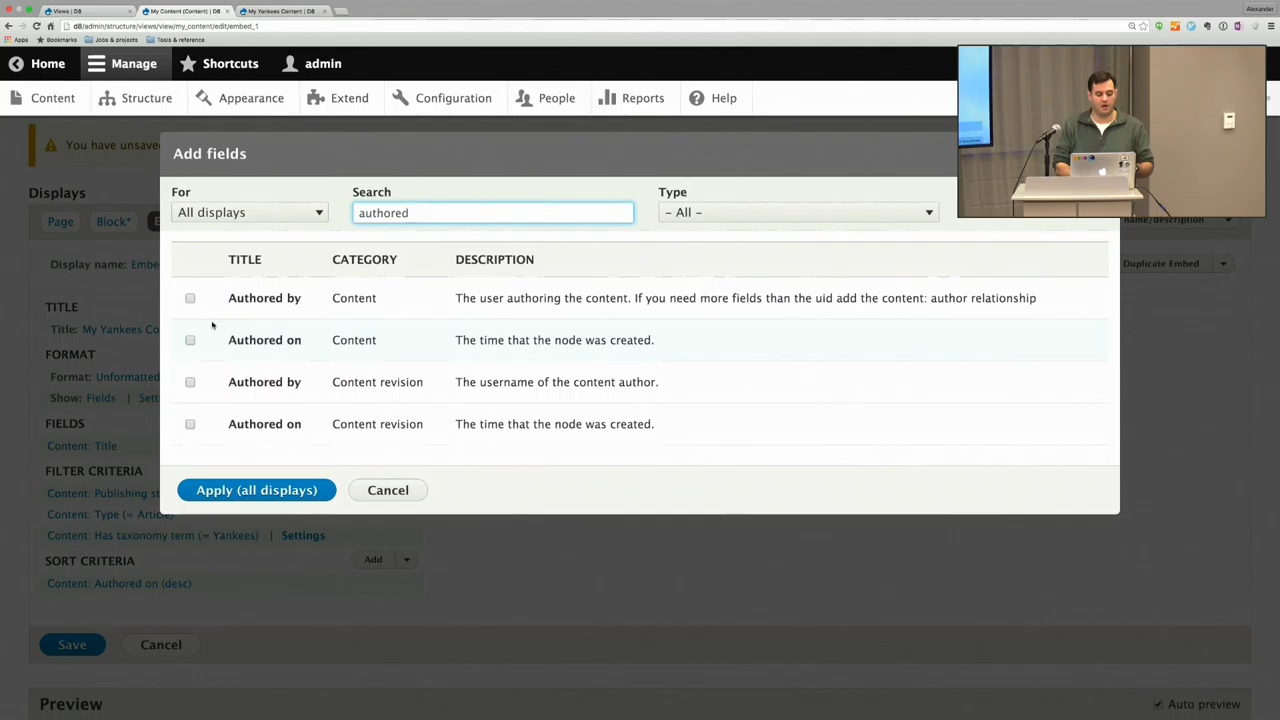 Views | D8
My Content (Content) | D8
My Yankees Content | D8
Alexander
d8/admin/structure/views/view/my_content/edit/embed_1
Apps
Bookmarks
Jobs & projects
Tools & reference
Home
Manage
Shortcuts
admin
Content
Structure
Appearance
Extend
Configuration
People
Reports
Help
You have unsave
Displays
Page
Block*
E
name/description
Display name: Embe
Duplicate Embed
TITLE
Title: My Yankees Co
FORMAT
Format: Unformatted
Show: Fields | Sett
FIELDS
Content: Title
FILTER CRITERIA
Content: Publishing st
Content: Type (= Article)
Content: Has taxonomy term (= Yankees) | Settings
SORT CRITERIA
Add
Content: Authored on (desc)
Save
Cancel
Preview
Auto preview
Add fields
For
Search
Type
All displays
authored
- All -
TITLE CATEGORY DESCRIPTION
Authored by Content The user authoring the content. If you need more fields than the uid add the content: author relationship
Authored on Content The time that the node was created.
Authored by Content revision The username of the content author.
Authored on Content revision The time that the node was created.
Apply (all displays)
Cancel